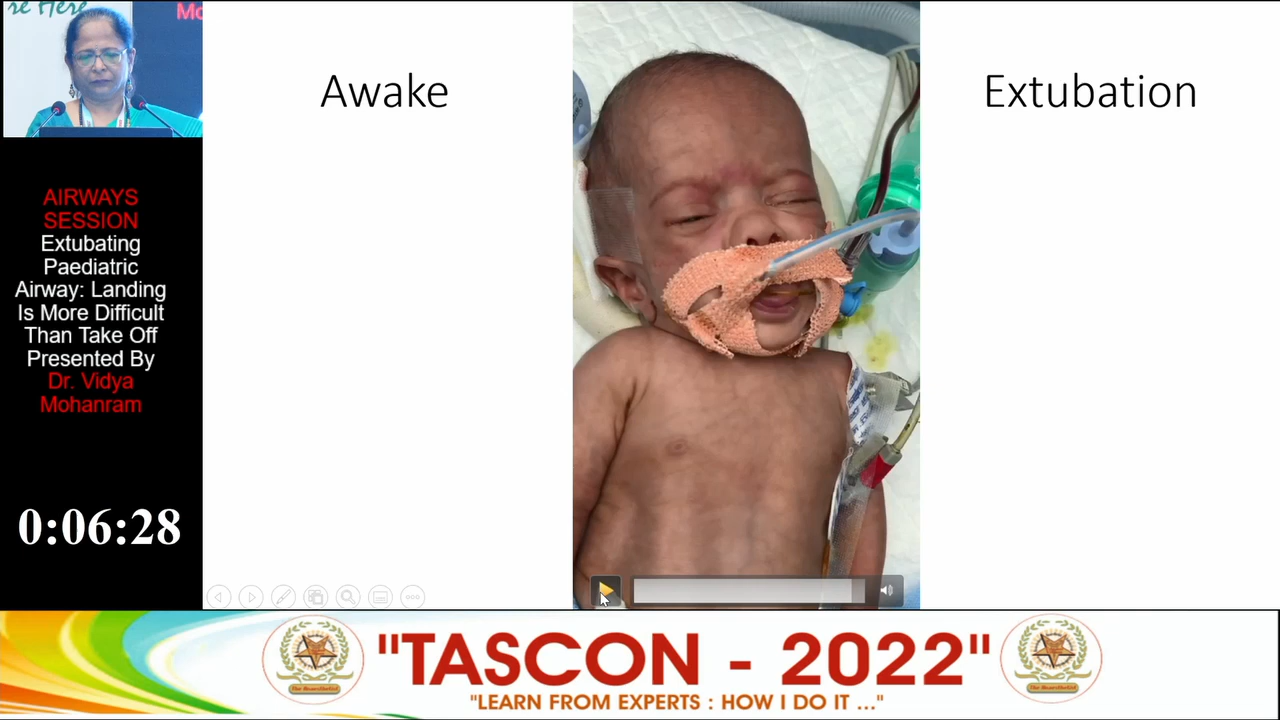 re Here
Mo
Awake
Extubation
AIRWAYS
SESSION
Extubating
Paediatric
Airway: Landing
Is More Difficult
Than Take Off
Presented By
Dr. Vidya
Mohanram
0:06:28
"TASCON - 2022"
"LEARN FROM EXPERTS : HOW I DO IT ..."